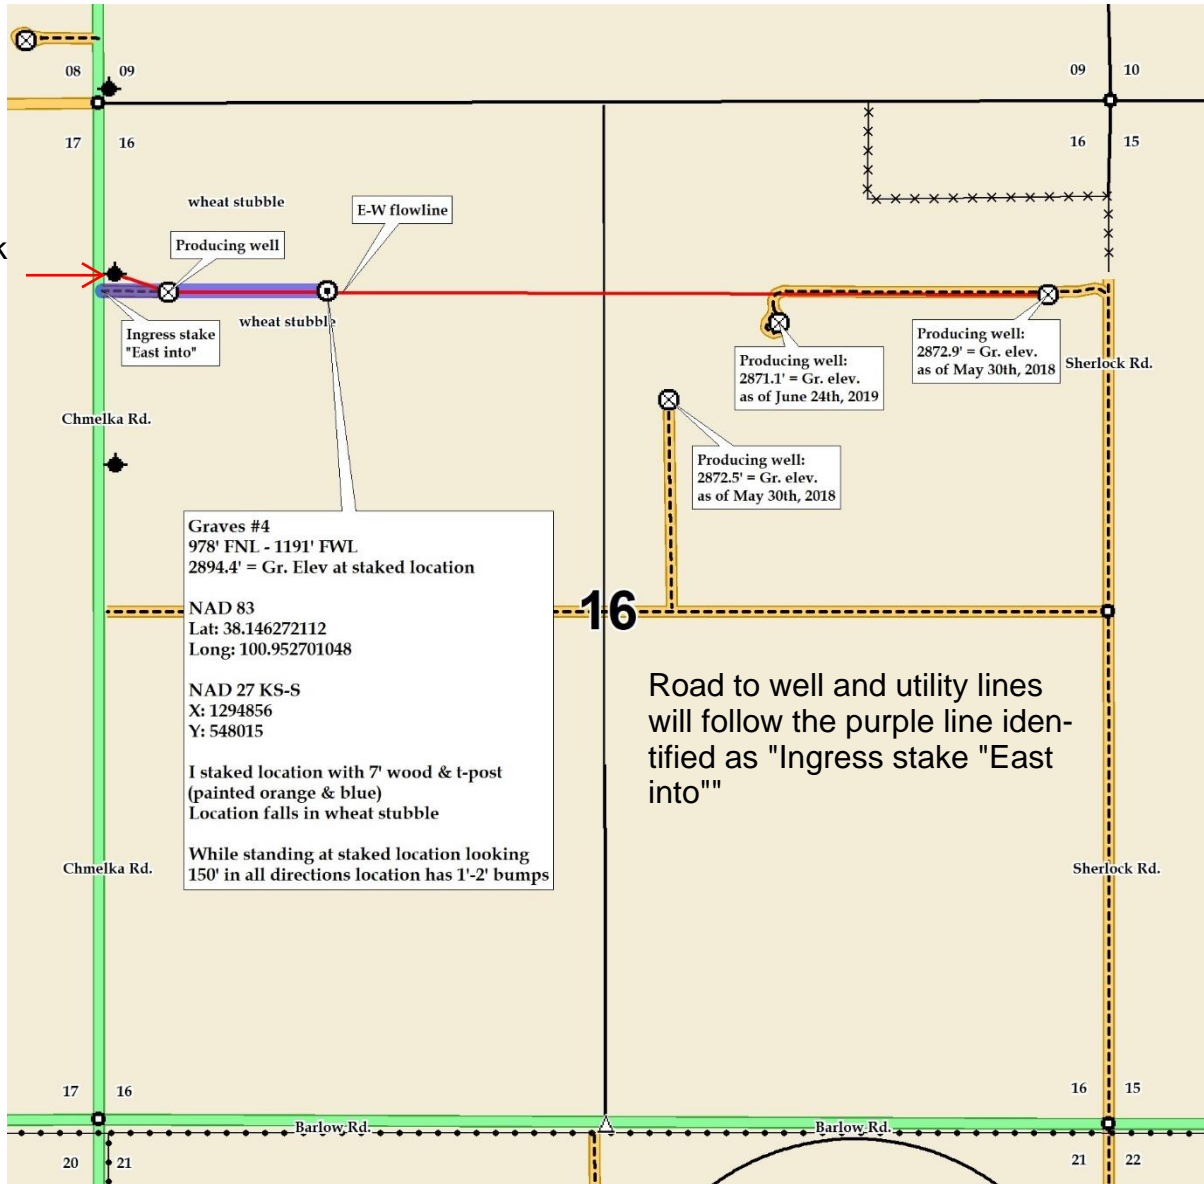 08 09
09 10
17 16
16 15
wheat stubble
E-W flowline
k
Producing well
wheat stubble
Ingress stake
"East into"
Producing well:
2872.9' = Gr. elev.
as of May 30th, 2018
Sherlock Rd.
Producing well:
2871.1' = Gr. elev.
as of June 24th, 2019
Chmelka Rd.
Producing well:
2872.5' = Gr. elev.
as of May 30th, 2018
Graves #4
978' FNL - 1191' FWL
2894.4' = Gr. Elev at staked location
NAD 83
Lat: 38.146272112
Long: 100.952701048
NAD 27 KS-S
X: 1294856
Y: 548015
I staked location with 7' wood & t-post
(painted orange & blue)
Location falls in wheat stubble
While standing at staked location looking
150' in all directions location has 1'-2' bumps
16
Road to well and utility lines
will follow the purple line iden-
tified as "Ingress stake "East
into""
Chmelka Rd.
Sherlock Rd.
17 16
16 15
Barlow Rd.
Barlow Rd.
20 21
21 22